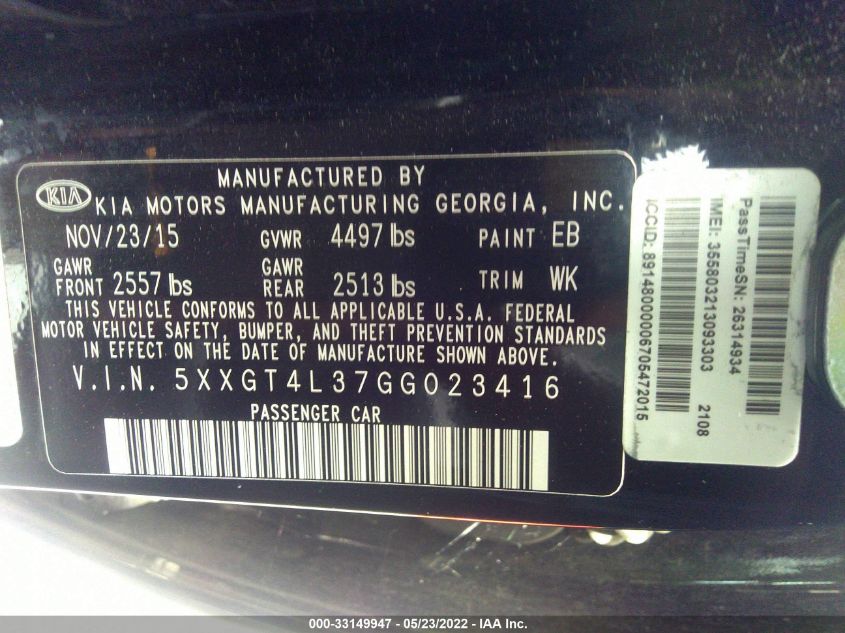 KIA
MANUFACTURED BY
KIA MOTORS MANUFACTURING GEORGIA, INC.
NOV/23/15 GVWR 4497 lbs PAINT EB
GAWR FRONT 2557 lbs GAWR REAR 2513 lbs TRIM WK
THIS VEHICLE CONFORMS TO ALL APPLICABLE U.S.A. FEDERAL
MOTOR VEHICLE SAFETY, BUMPER, AND THEFT PREVENTION STANDARDS
IN EFFECT ON THE DATE OF MANUFACTURE SHOWN ABOVE.
V.I.N. 5XXGT4L37GG023416
PASSENGER CAR
PassTimeSN: 26314934
IMEI: 355803213093303 2108
ICCID: 89148000006705472015
000-33149947 - 05/23/2022 - IAA Inc.